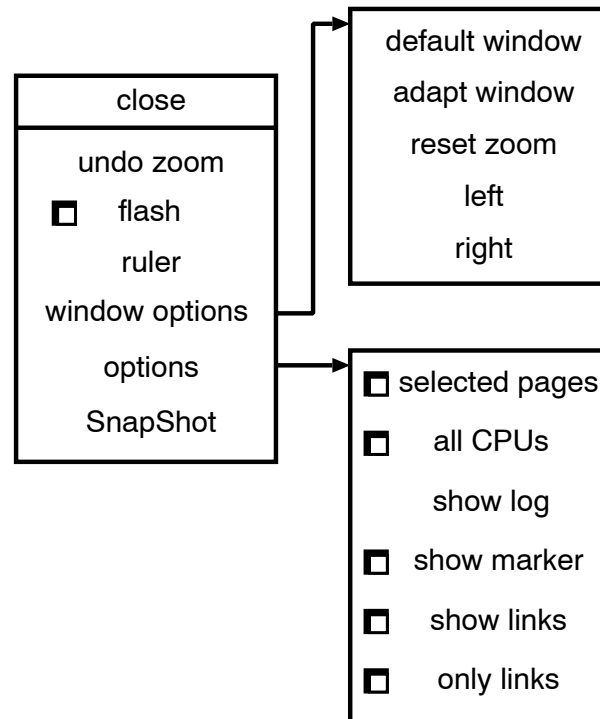 close
undo zoom
flash
ruler
window options
options
SnapShot
default window
adapt window
reset zoom
left
right
selected pages
all CPUs
show log
show marker
show links
only links